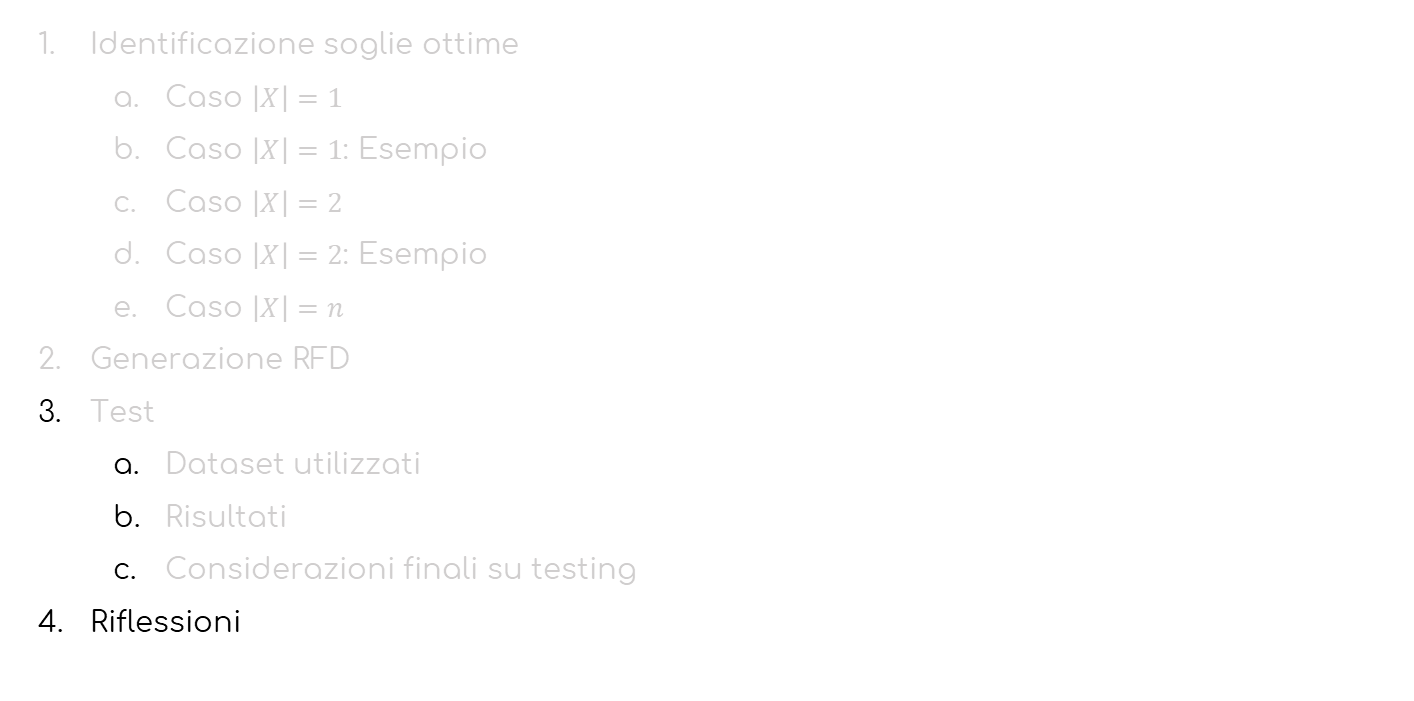 1. Identificazione soglie ottime
a. Caso |X| = 1
b. Caso |X| = 1: Esempio
c. Caso |X| = 2
d. Caso |X| = 2: Esempio
e. Caso |X| = n
2. Generazione RFD
3. Test
a. Dataset utilizzati
b. Risultati
c. Considerazioni finali su testing
4. Riflessioni